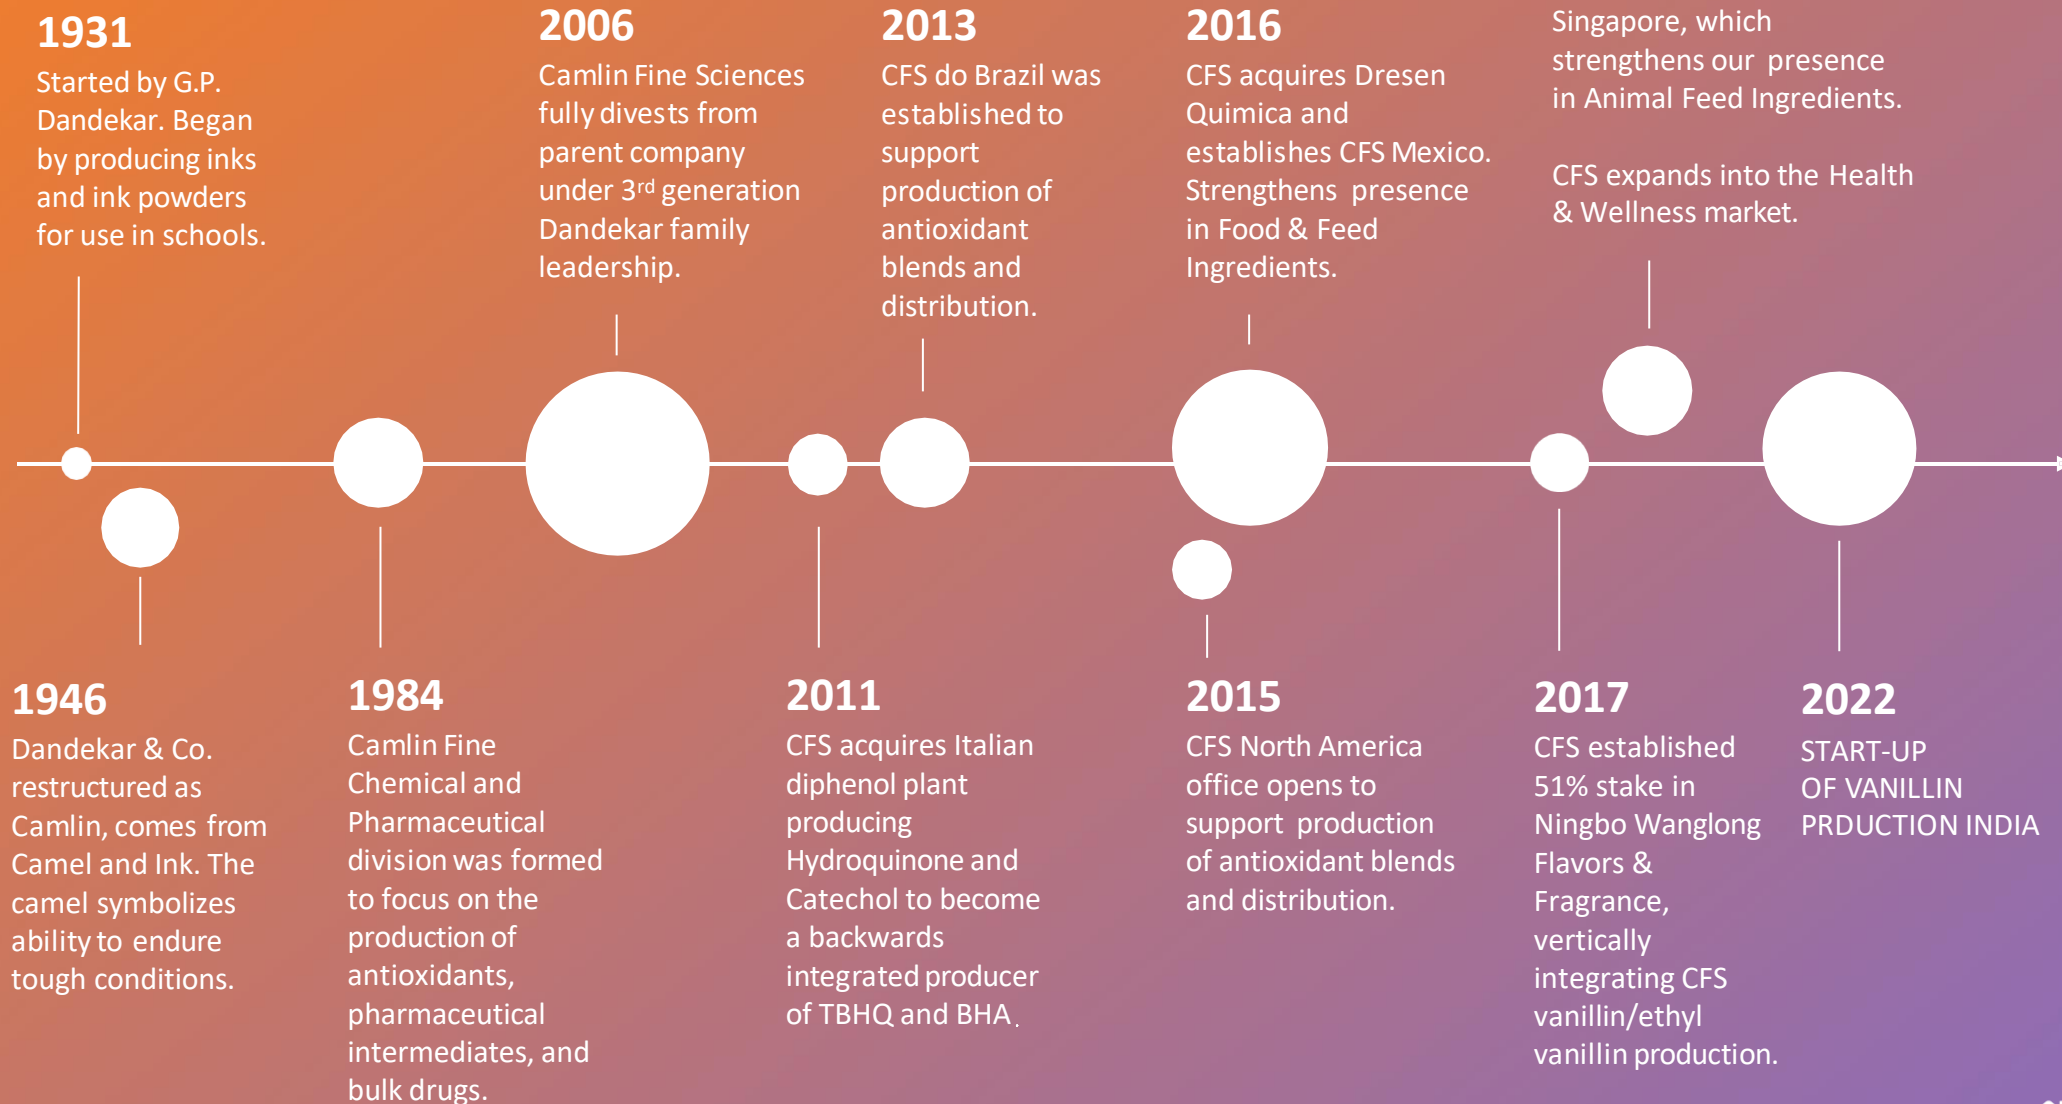 1931
Started by G.P.
Dandekar. Began
by producing inks
and ink powders
for use in schools.
2006
Camlin Fine Sciences
fully divests from
parent company
under 3rd generation
Dandekar family
leadership.
2013
CFS do Brazil was
established to
support
production of
antioxidant
blends and
distribution.
2016
CFS acquires Dresen
Quimica and
establishes CFS Mexico.
Strengthens presence
in Food & Feed
Ingredients.
Singapore, which
strengthens our presence
in Animal Feed Ingredients.
CFS expands into the Health
& Wellness market.
1946
Dandekar & Co.
restructured as
Camlin, comes from
Camel and Ink. The
camel symbolizes
ability to endure
tough conditions.
1984
Camlin Fine
Chemical and
Pharmaceutical
division was formed
to focus on the
production of
antioxidants,
pharmaceutical
intermediates, and
bulk drugs.
2011
CFS acquires Italian
diphenol plant
producing
Hydroquinone and
Catechol to become
a backwards
integrated producer
of TBHQ and BHA.
2015
CFS North America
office opens to
support production
of antioxidant blends
and distribution.
2017
CFS established
51% stake in
Ningbo Wanglong
Flavors &
Fragrance,
vertically
integrating CFS
vanillin/ethyl
vanillin production.
2022
START-UP
OF VANILLIN
PRDUCTION INDIA